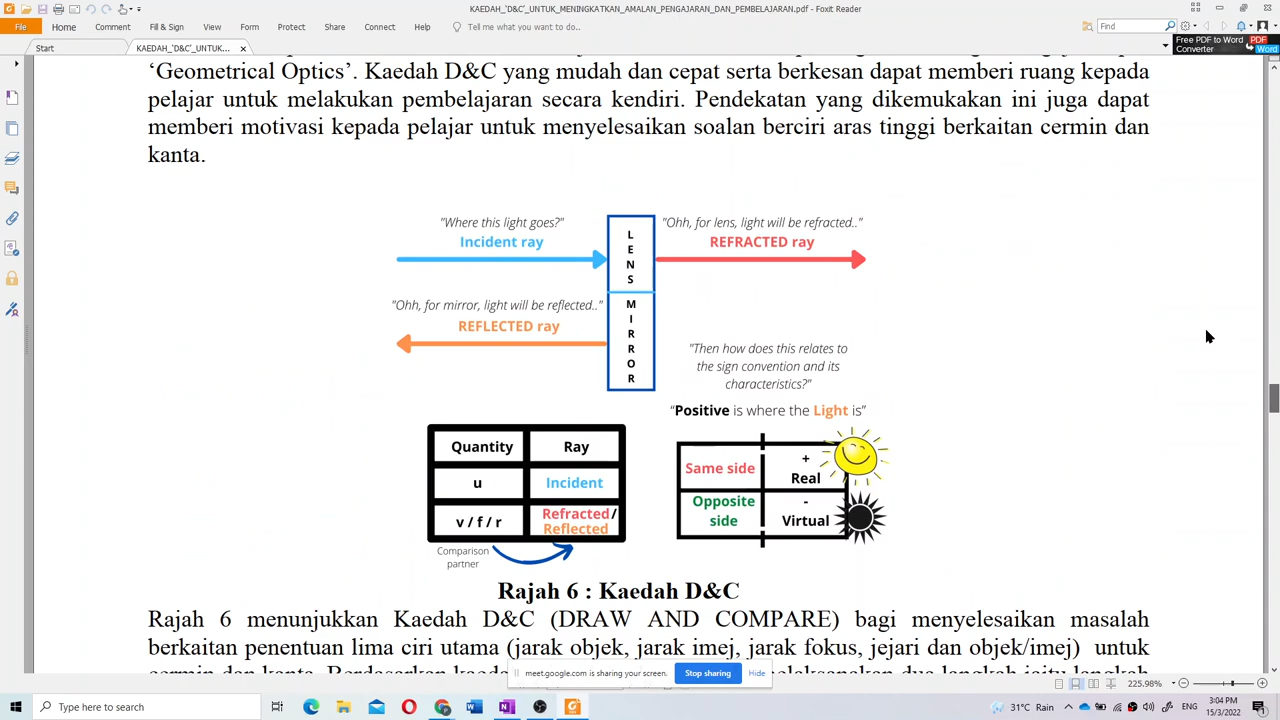 KAEDAH_'D&C'_UNTUK_MENINGKATKAN_AMALAN_PENGAJARAN_DAN_PEMBELAJARAN.pdf - Foxit Reader
File Home Comment Fill & Sign View Form Protect Share Connect Help Tell me what you want to do.. Find
Start KAEDAH_'D&C'_UNTUK... Free PDF to Word Converter PDF Word
'Geometrical Optics'. Kaedah D&C yang mudah dan cepat serta berkesan dapat memberi ruang kepada
pelajar untuk melakukan pembelajaran secara kendiri. Pendekatan yang dikemukakan ini juga dapat
memberi motivasi kepada pelajar untuk menyelesaikan soalan berciri aras tinggi berkaitan cermin dan
kanta.
"Where this light goes?"
Incident ray
LENS
"Ohh, for lens, light will be refracted.."
REFRACTED ray
"Ohh, for mirror, light will be reflected.."
REFLECTED ray
MIRROR
"Then how does this relates to
the sign convention and its
characteristics?"
"Positive is where the Light is"
Quantity Ray
u Incident
v / f / r Refracted/
Reflected
Comparison
partner
Same side + Real
Opposite side - Virtual
Rajah 6 : Kaedah D&C
Rajah 6 menunjukkan Kaedah D&C (DRAW AND COMPARE) bagi menyelesaikan masalah
berkaitan penentuan lima ciri utama (jarak objek, jarak imej, jarak fokus, jejari dan objek/imej) untuk
meet.google.com is sharing your screen. Stop sharing Hide
225.98%
Type here to search
31°C Rain
3:04 PM
15/3/2022